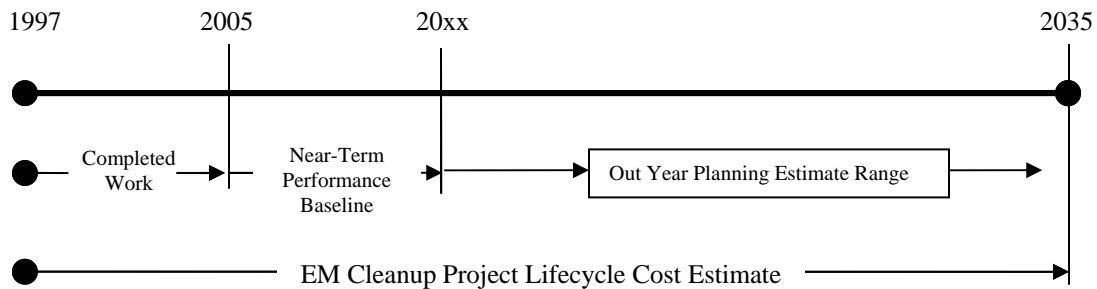 1997 2005 20xx 2035
Completed
Work
Near-Term
Performance
Baseline
Out Year Planning Estimate Range
EM Cleanup Project Lifecycle Cost Estimate